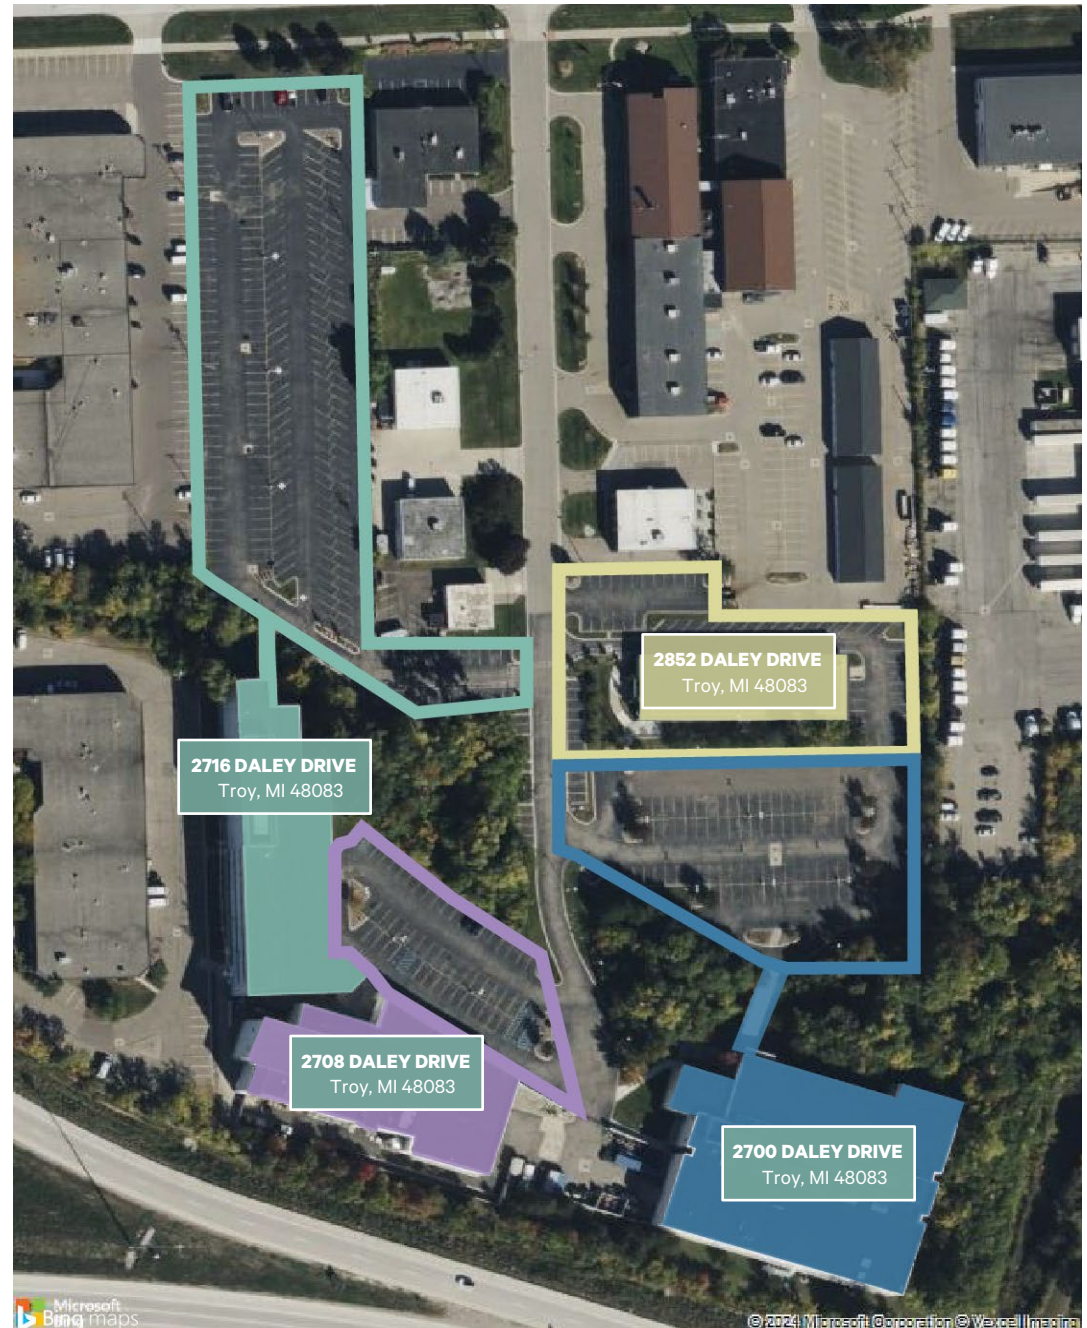 2852 DALEY DRIVE
Troy, MI 48083
2716 DALEY DRIVE
Troy, MI 48083
2708 DALEY DRIVE
Troy, MI 48083
2700 DALEY DRIVE
Troy, MI 48083
Microsoft
Bing maps
© 2024 Microsoft Corporation © Vexcel Imaging